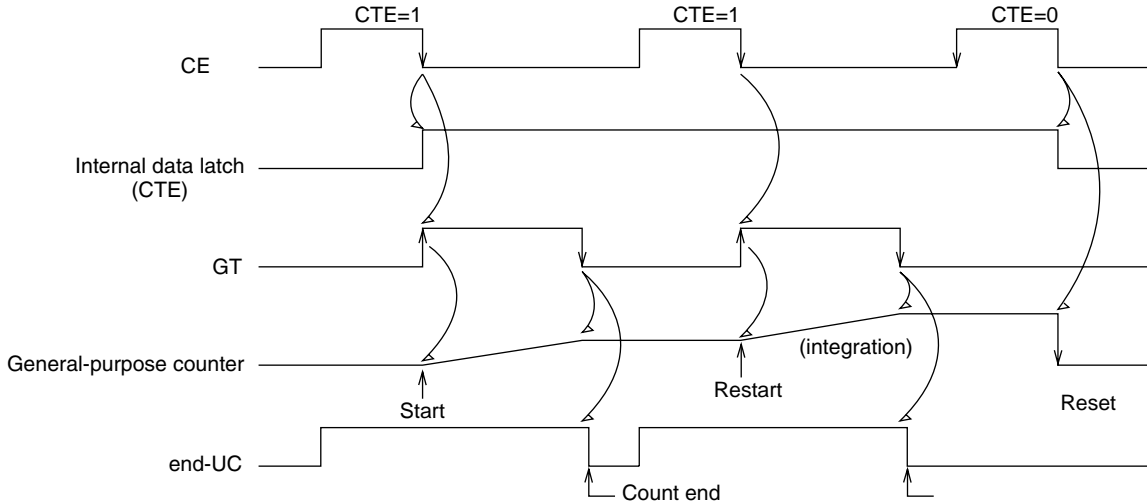 CTE=1 CTE=1 CTE=0
CE
Internal data latch
(CTE)
GT
General-purpose counter
(integration)
Start
Restart
Reset
end-UC
Count end